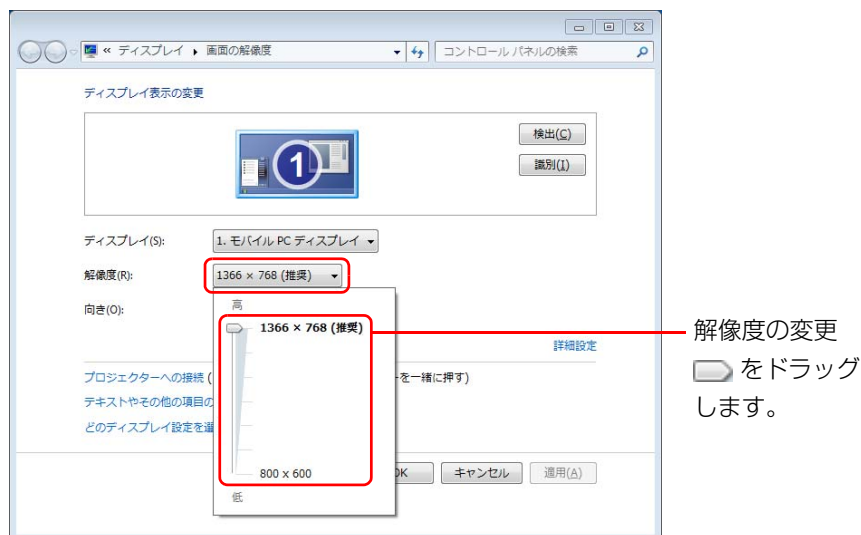 « ディスプレイ ▸ 画面の解像度
コントロール パネルの検索
ディスプレイ表示の変更
1
検出(C)
識別(I)
ディスプレイ(S):
1. モバイル PC ディスプレイ
解像度(R):
1366 × 768 (推奨)
向き(O):
高
1366 × 768 (推奨)
800 x 600
低
詳細設定
プロジェクターへの接続 (
ーを一緒に押す)
テキストやその他の項目の
どのディスプレイ設定を選
OK
キャンセル
適用(A)
解像度の変更
をドラッグ
します。